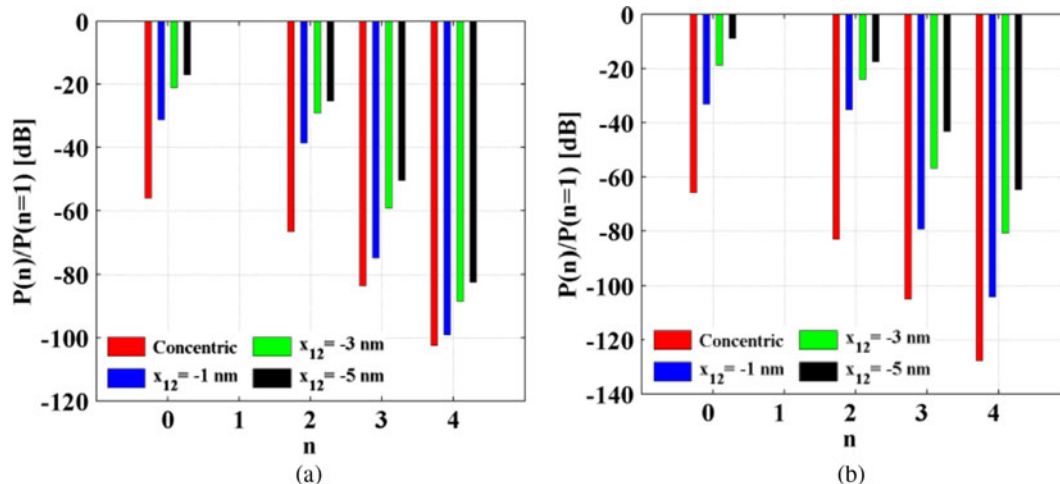 0
-20
-40
-60
-80
-100
-120
P(n)/P(n=1) [dB]
Concentric
x12= -1 nm
x12= -3 nm
x12= -5 nm
0 1 2 3 4
n
(a)
0
-20
-40
-60
-80
-100
-120
-140
P(n)/P(n=1) [dB]
Concentric
x12= -1 nm
x12= -3 nm
x12= -5 nm
0 1 2 3 4
n
(b)